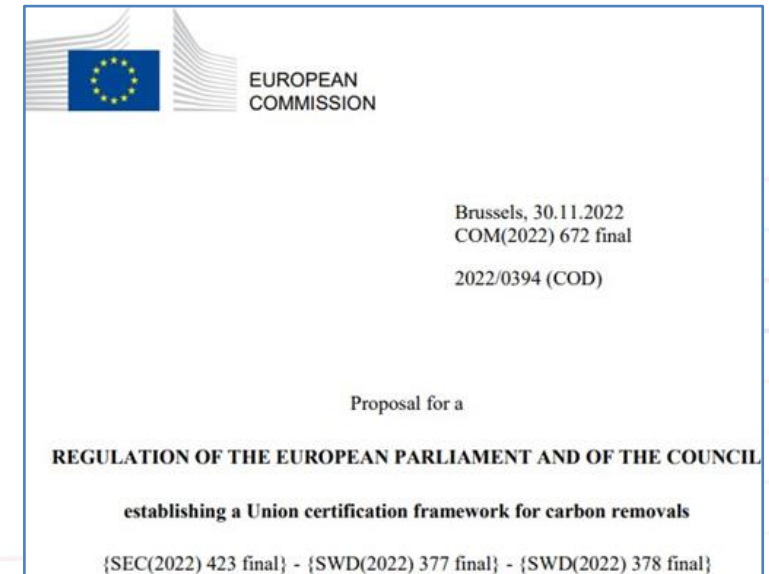 EUROPEAN
COMMISSION
Brussels, 30.11.2022
COM(2022) 672 final
2022/0394 (COD)
Proposal for a
REGULATION OF THE EUROPEAN PARLIAMENT AND OF THE COUNCIL
establishing a Union certification framework for carbon removals
{SEC(2022) 423 final} - {SWD(2022) 377 final} - {SWD(2022) 378 final}